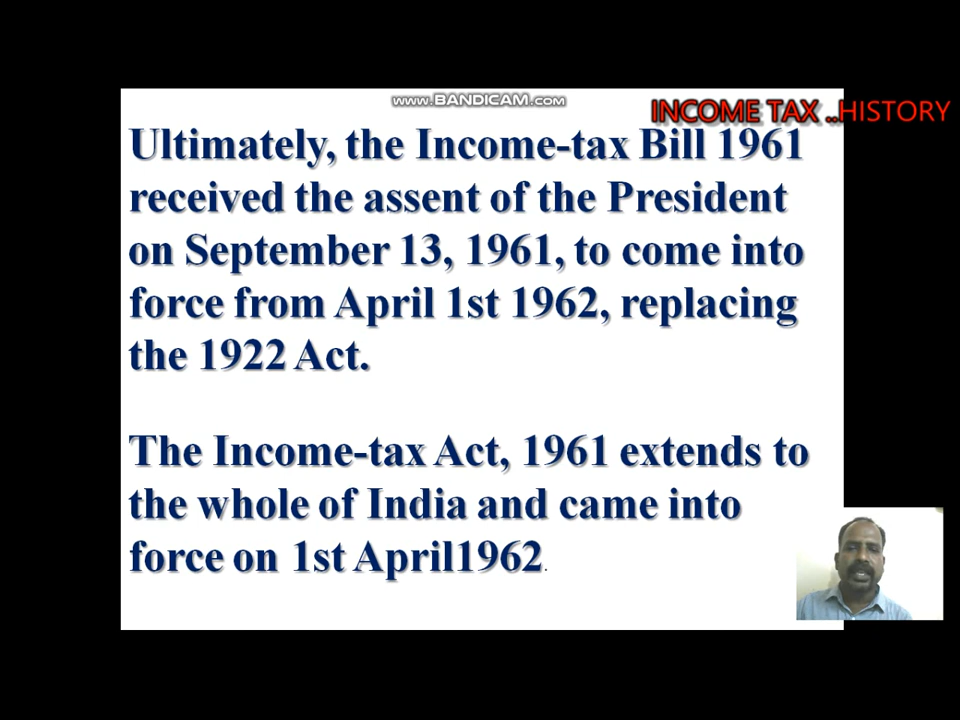 www.BANDICAM.com
INCOME TAX ..HISTORY
Ultimately, the Income-tax Bill 1961
received the assent of the President
on September 13, 1961, to come into
force from April 1st 1962, replacing
the 1922 Act.
The Income-tax Act, 1961 extends to
the whole of India and came into
force on 1st April1962.